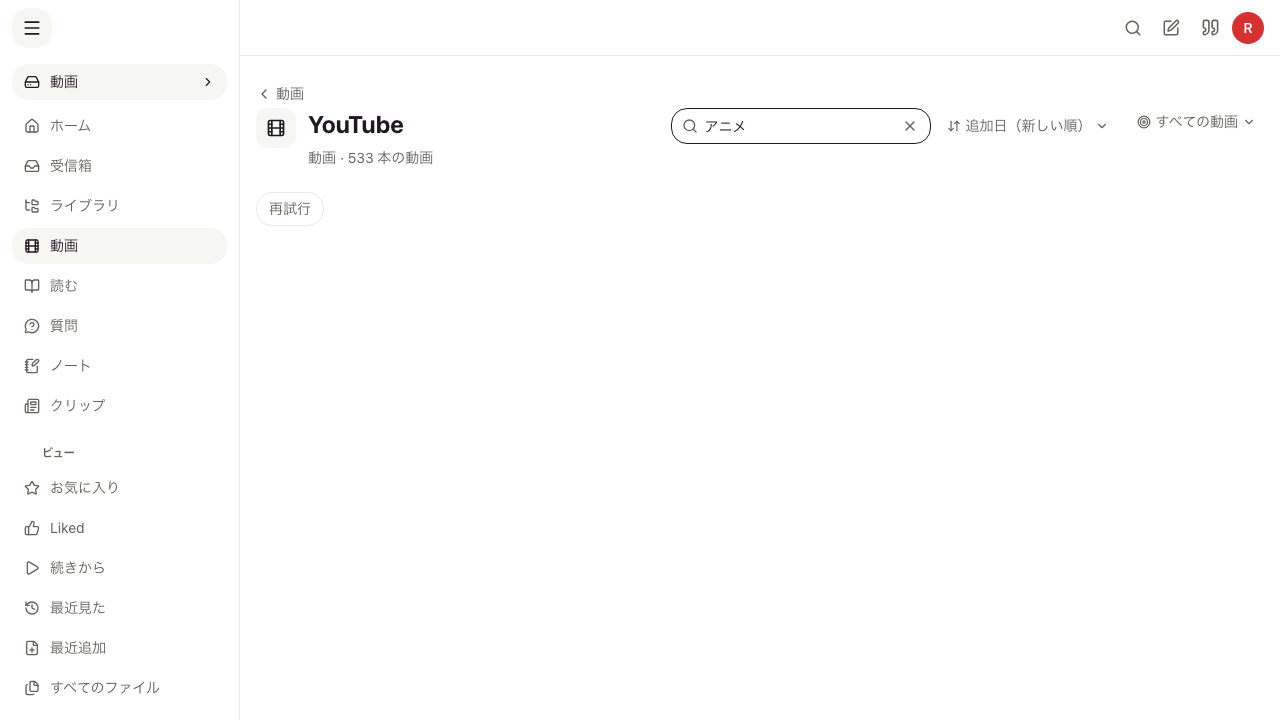 R
動画
ホーム
受信箱
ライブラリ
動画
読む
質問
ノート
クリップ
ビュー
お気に入り
Liked
続きから
最近見た
最近追加
すべてのファイル
動画
YouTube
動画 · 533 本の動画
アニメ
追加日（新しい順）
すべての動画
再試行